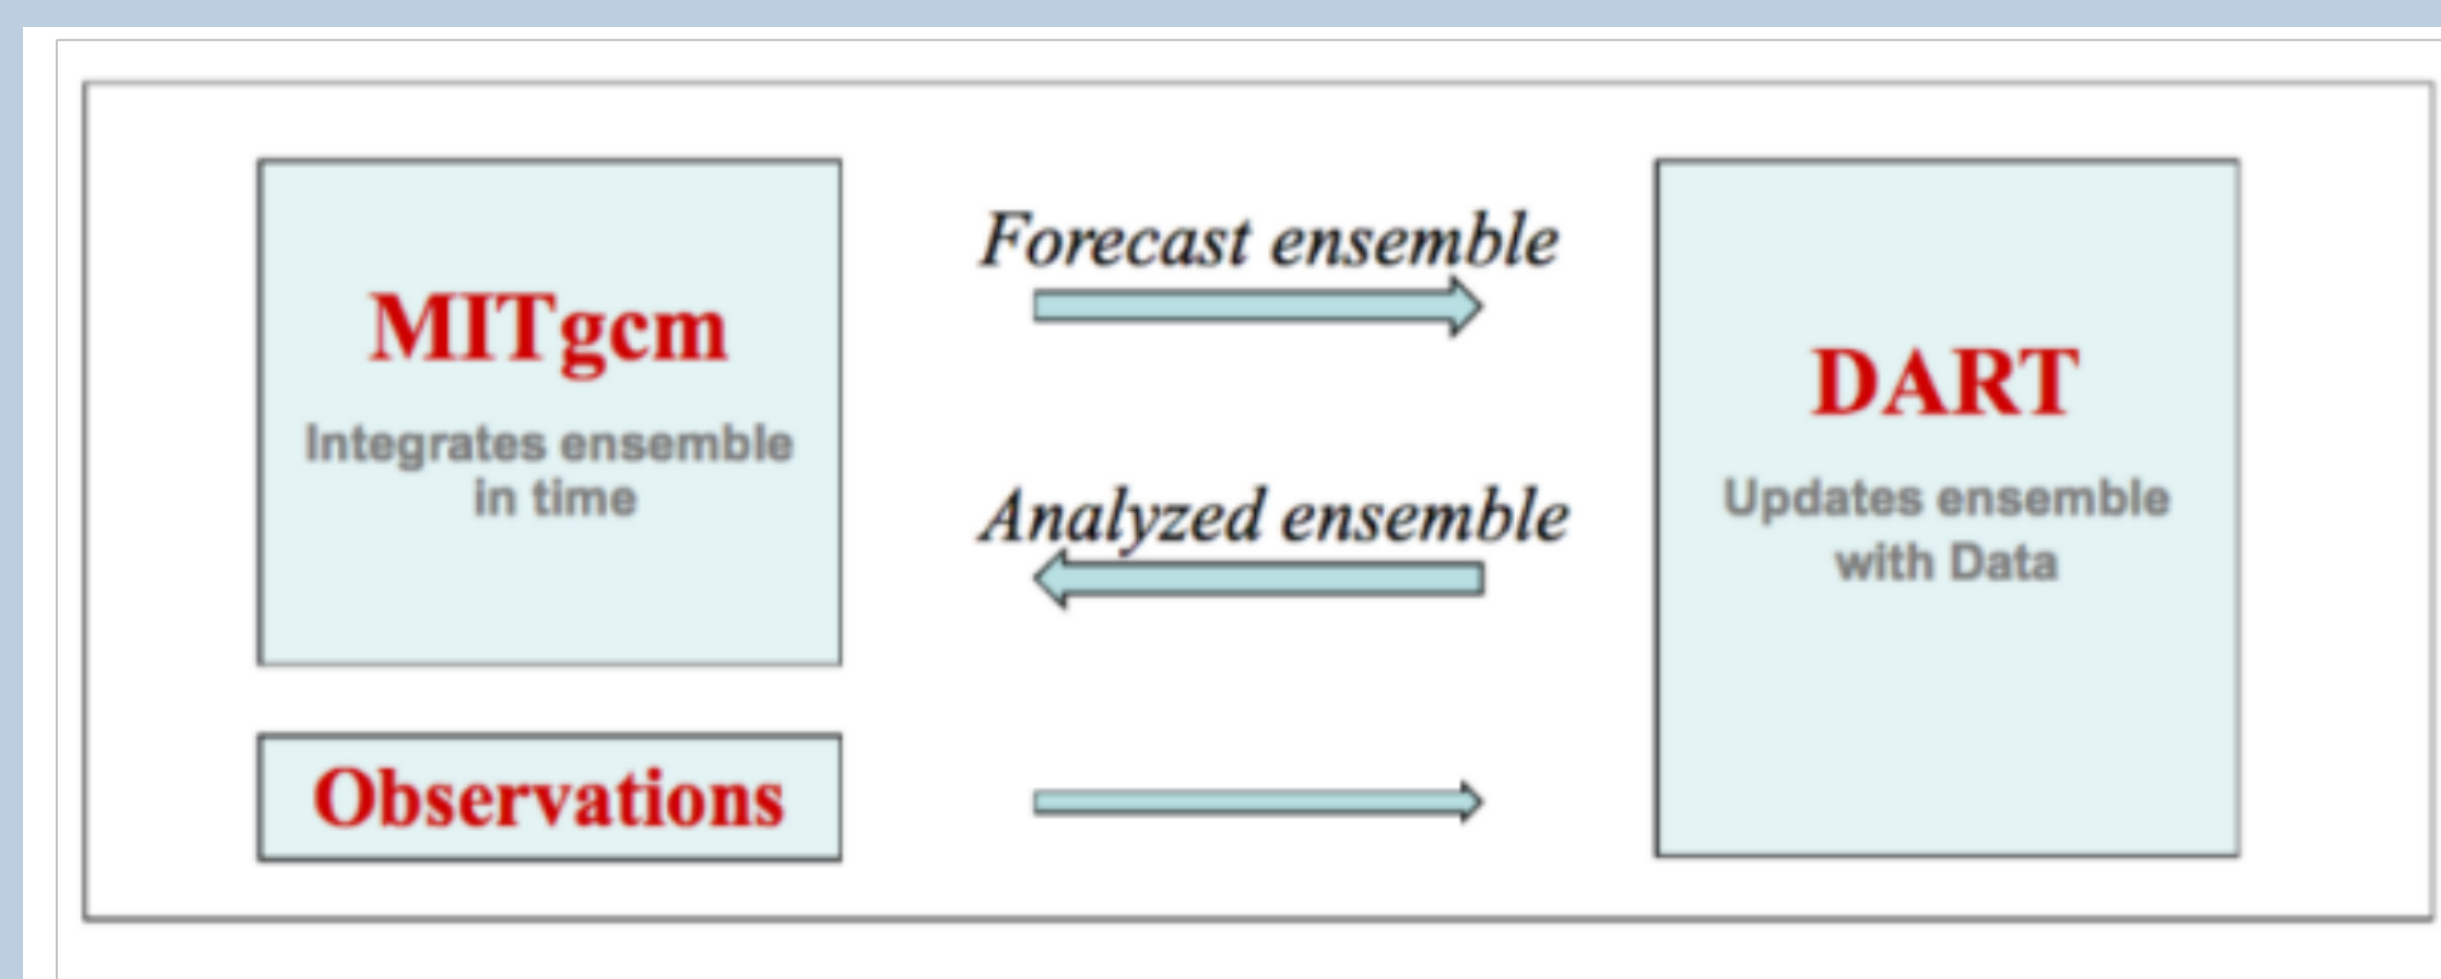 MITgcm
Integrates ensemble
in time
Forecast ensemble
Analyzed ensemble
DART
Updates ensemble
with Data
Observations